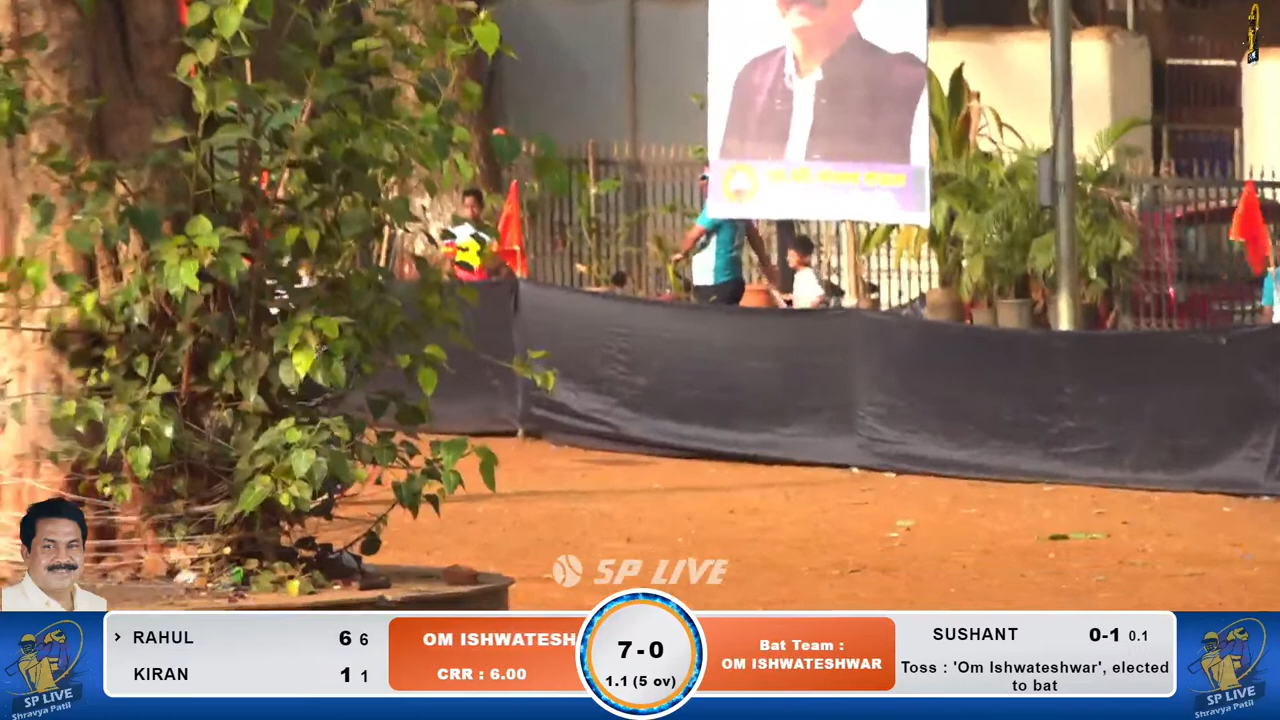 SP LIVE
› RAHUL 6 6
KIRAN 1 1
OM ISHWATESH
CRR : 6.00
7-0
1.1 (5 ov)
Bat Team :
OM ISHWATESHWAR
SUSHANT 0-1 0.1
Toss : 'Om Ishwateshwar', elected
to bat
SP LIVE
Shravya Patil
SP LIVE
Shravya Patil